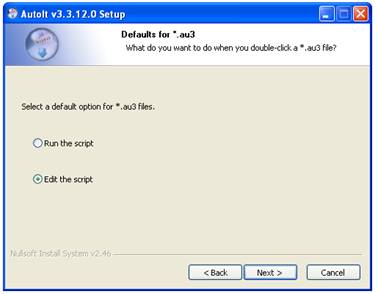 AutoIt v3.3.12.0 Setup
Defaults for *.au3
What do you want to do when you double-click a *.au3 file?
Select a default option for *.au3 files.
Run the script
Edit the script
Nullsoft Install System v2.46
< Back
Next >
Cancel